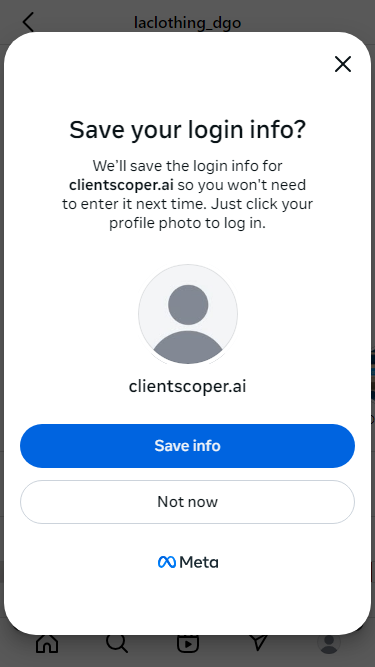 laclothing_dgo
Save your login info?
We'll save the login info for
clientscoper.ai so you won't need
to enter it next time. Just click your
profile photo to log in.
clientscoper.ai
Save info
Not now
Meta